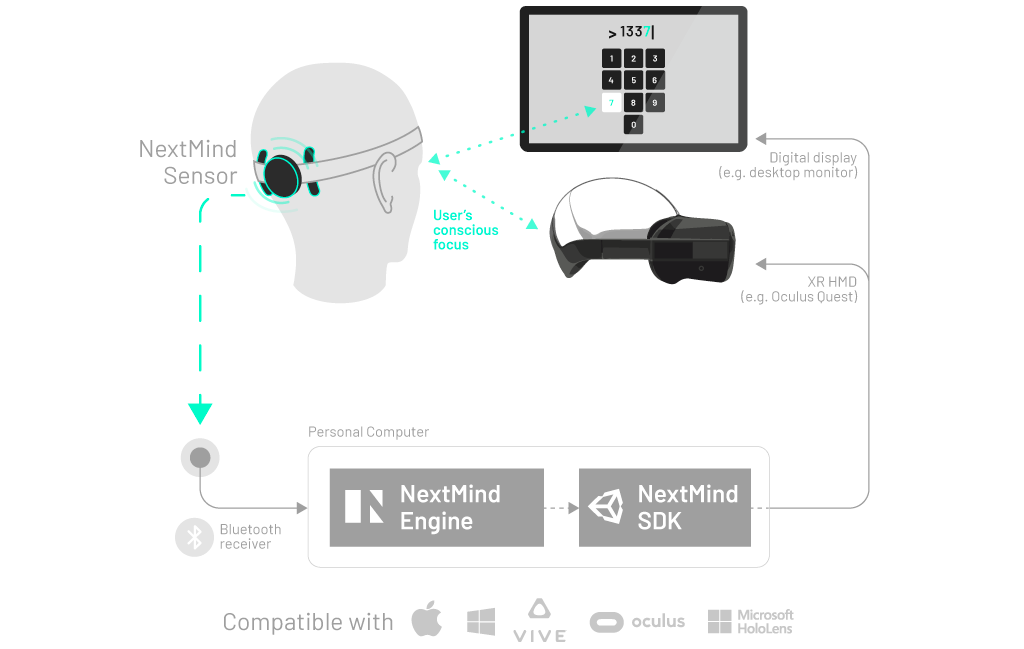 > 1337|
1 2 3
4 5 6
7 8 9
0
NextMind
Sensor
Digital display
(e.g. desktop monitor)
User's
conscious
focus
XR HMD
(e.g. Oculus Quest)
Personal Computer
NextMind
Engine
NextMind
SDK
Bluetooth
receiver
Compatible with
VIVE
oculus
Microsoft
HoloLens